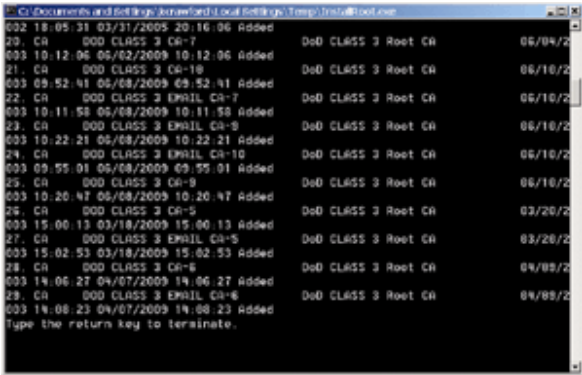 C:\Documents and Settings\bcrawford\Local Settings\Temp\InstallRoot.exe
002 18:05:31 03/31/2005 20:16:06 Added
20. CA DOD CLASS 3 CA-7 DoD CLASS 3 Root CA 06/04/2
003 10:12:06 06/02/2009 10:12:06 Added
21. CA DOD CLASS 3 CA-10 DoD CLASS 3 Root CA 06/10/2
003 09:52:41 06/08/2009 09:52:41 Added
22. CA DOD CLASS 3 EMAIL CA-7 DoD CLASS 3 Root CA 06/10/2
003 10:11:58 06/08/2009 10:11:58 Added
23. CA DOD CLASS 3 EMAIL CA-9 DoD CLASS 3 Root CA 06/10/2
003 10:22:21 06/08/2009 10:22:21 Added
24. CA DOD CLASS 3 EMAIL CA-10 DoD CLASS 3 Root CA 06/10/2
003 09:55:01 06/08/2009 09:55:01 Added
25. CA DOD CLASS 3 CA-9 DoD CLASS 3 Root CA 06/10/2
003 10:20:47 06/08/2009 10:20:47 Added
26. CA DOD CLASS 3 CA-5 DoD CLASS 3 Root CA 03/20/2
003 15:00:13 03/18/2009 15:00:13 Added
27. CA DOD CLASS 3 EMAIL CA-5 DoD CLASS 3 Root CA 03/20/2
003 15:02:53 03/18/2009 15:02:53 Added
28. CA DOD CLASS 3 CA-6 DoD CLASS 3 Root CA 04/09/2
003 14:06:27 04/07/2009 14:06:27 Added
29. CA DOD CLASS 3 EMAIL CA-6 DoD CLASS 3 Root CA 04/09/2
003 14:08:23 04/07/2009 14:08:23 Added
Type the return key to terminate.